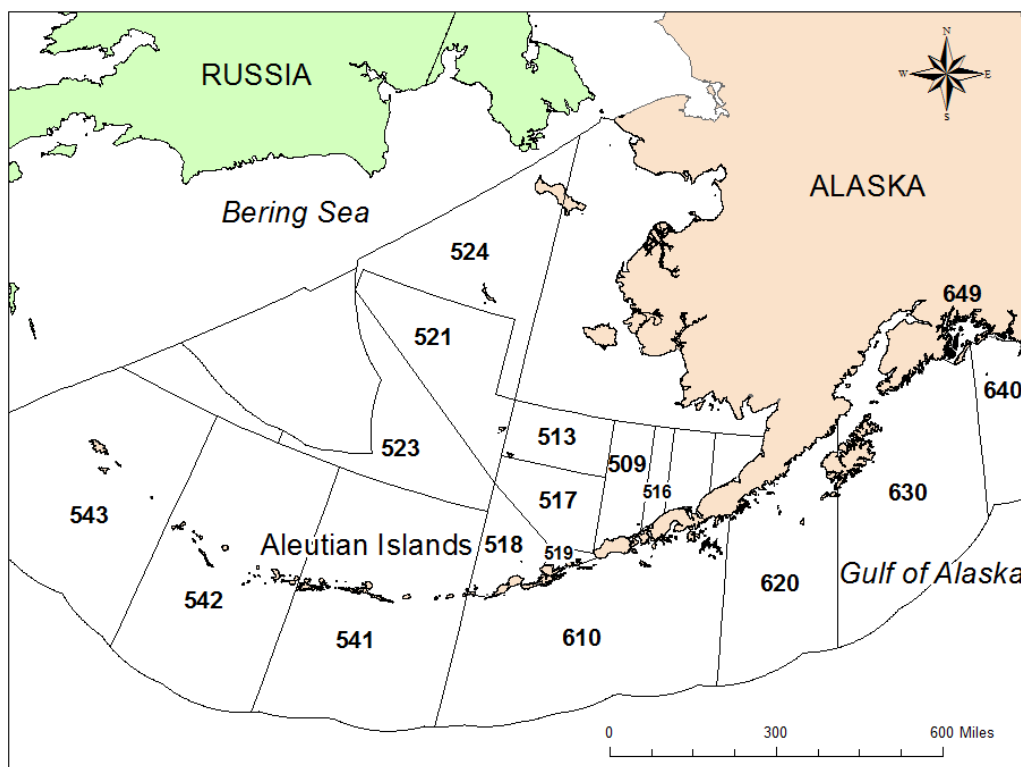 N
W E
S
RUSSIA
ALASKA
Bering Sea
524
649
521
640
513
523
509
516
630
517
543
518
519
Aleutian Islands
620
Gulf of Alaska
542
541
610
0 300 600 Miles